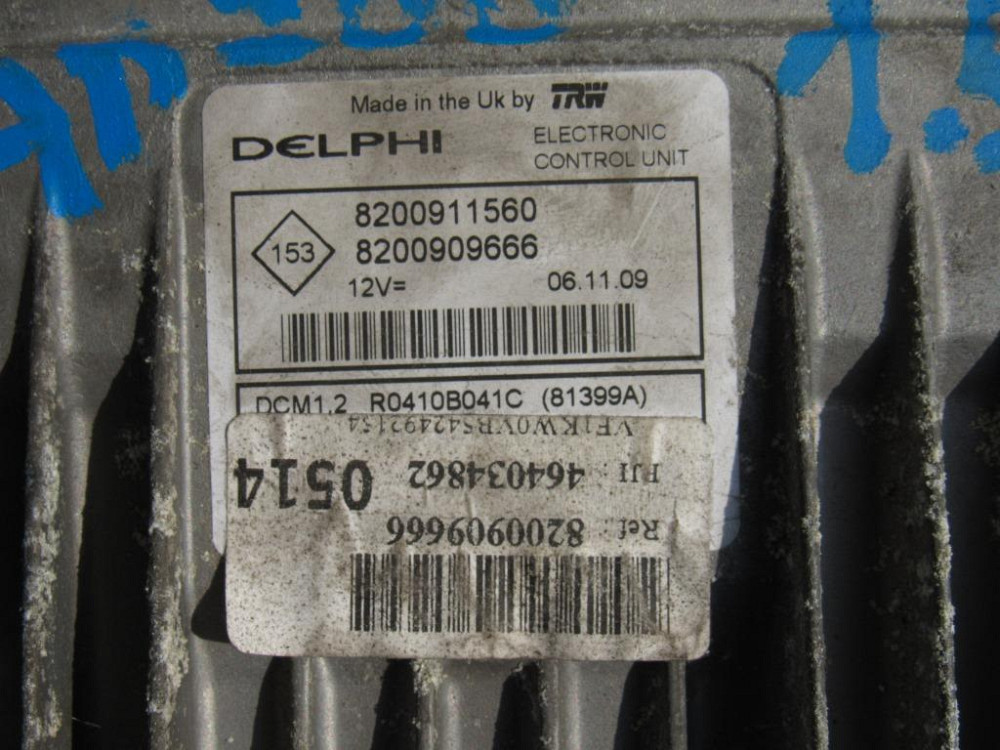 Made in the Uk by TRW
DELPHI ELECTRONIC
CONTROL UNIT
8200911560
153
8200909666
12V= 06.11.09
DCM1.2 R0410B041C (81399A)
Ref : 8200909666
PJI : 464034862 0514